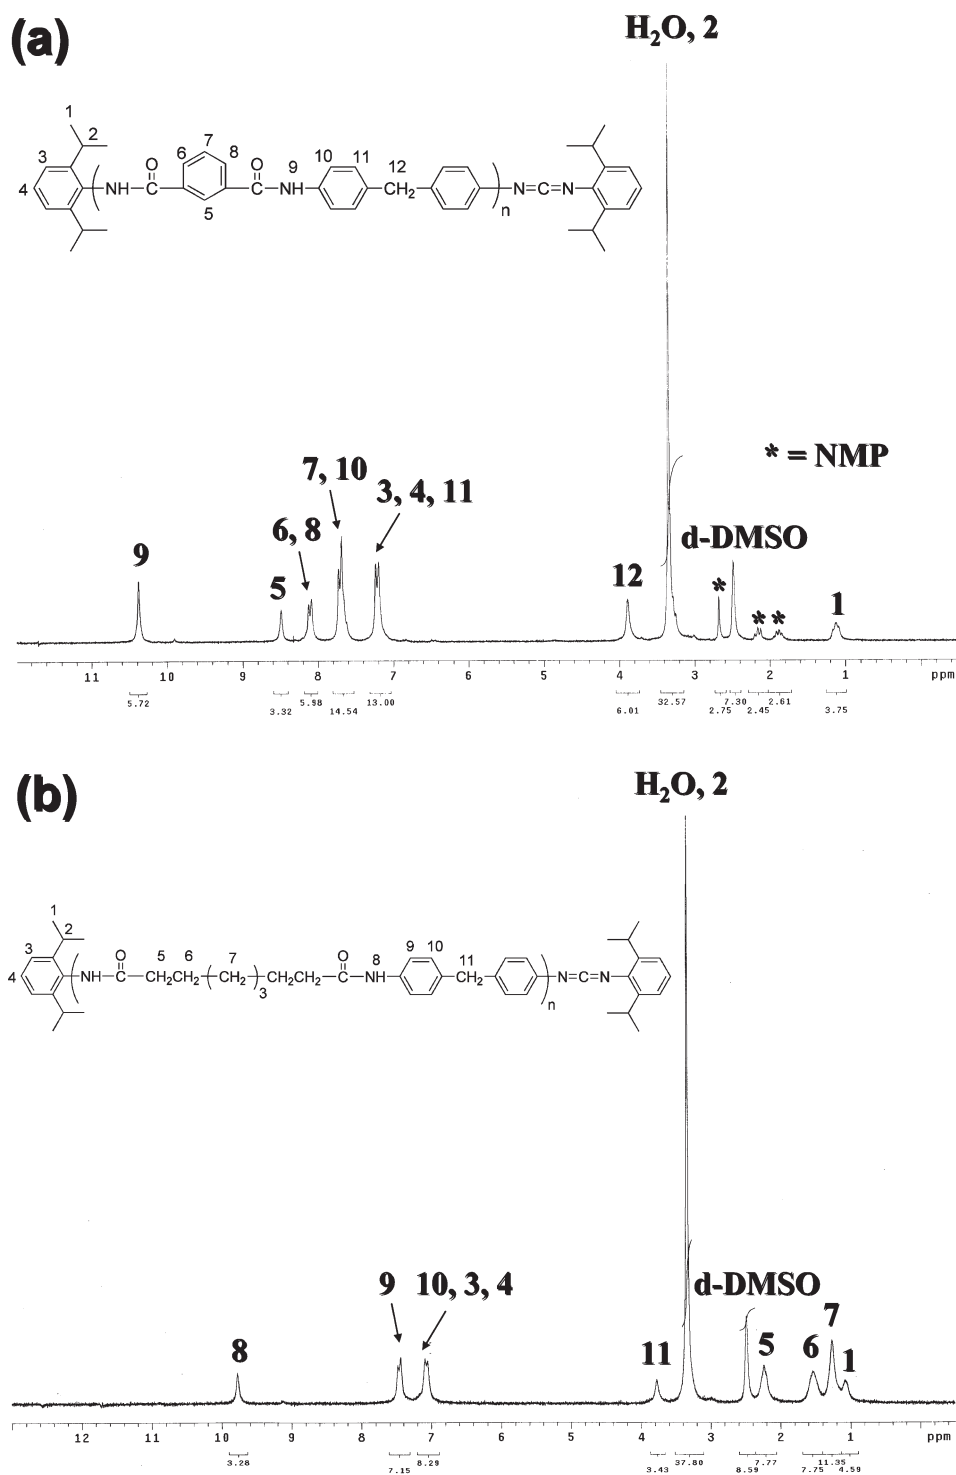 (a)
H₂O, 2
1
2
3
4
NH
O
C
6
7
8
5
O
C
9
NH
10
11
12
CH₂
n
N=C=N
* = NMP
7, 10
3, 4, 11
6, 8
d-DMSO
9
5
12
*
*
*
1
11 10 9 8 7 6 5 4 3 2 1 ppm
5.72 3.32 5.98 14.54 13.00 6.01 32.57 2.75 7.30 2.45 2.61 3.75
(b)
H₂O, 2
1
2
3
4
NH
O
C
5
6
7
CH₂CH₂
CH₂
3
CH₂CH₂
O
C
8
NH
9
10
11
CH₂
n
N=C=N
d-DMSO
9
10, 3, 4
7
8
11
5
6
1
12 11 10 9 8 7 6 5 4 3 2 1 ppm
3.28 7.15 8.29 3.43 37.80 8.59 7.77 7.75 11.35 4.59